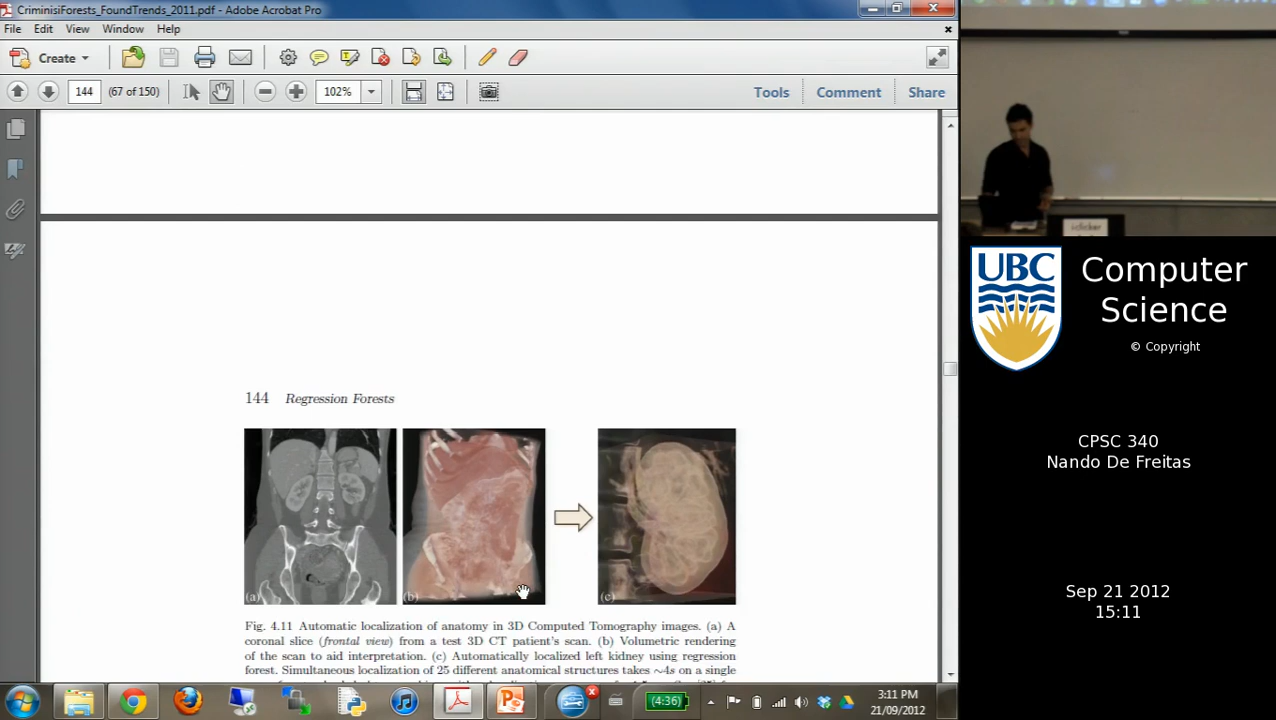 CriminisiForests_FoundTrends_2011.pdf - Adobe Acrobat Pro
File Edit View Window Help
Create
144 (67 of 150) 102% Tools Comment Share
144 Regression Forests
(a) (b) (c)
Fig. 4.11 Automatic localization of anatomy in 3D Computed Tomography images. (a) A
coronal slice (frontal view) from a test 3D CT patient's scan. (b) Volumetric rendering
of the scan to aid interpretation. (c) Automatically localized left kidney using regression
forest. Simultaneous localization of 25 different anatomical structures takes ~4s on a single
UBC
Computer
Science
© Copyright
CPSC 340
Nando De Freitas
Sep 21 2012
15:11
(4:36)
3:11 PM
21/09/2012